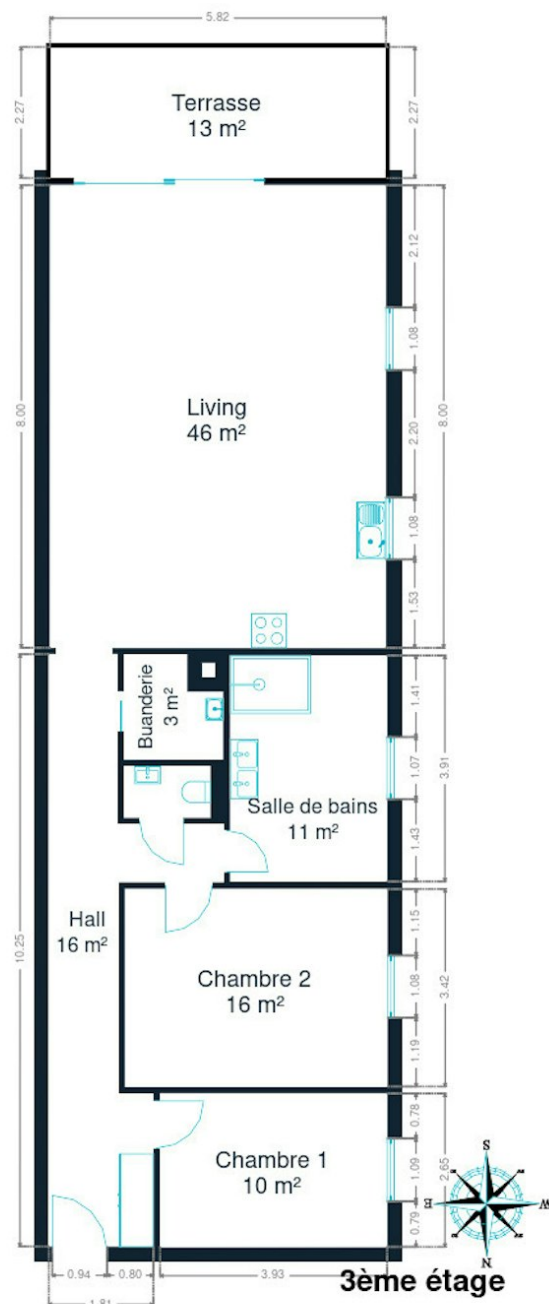 5.82
2.27
Terrasse
13 m²
2.27
2.12
1.08
8.00
Living
46 m²
2.20
8.00
1.08
1.53
Buanderie
3 m²
1.41
1.07
3.91
Salle de bains
11 m²
1.43
10.25
Hall
16 m²
1.15
Chambre 2
16 m²
1.08
3.42
1.19
0.78
Chambre 1
10 m²
1.09
2.65
0.79
S
E
W
N
0.94
0.80
3.93
1.81
3ème étage